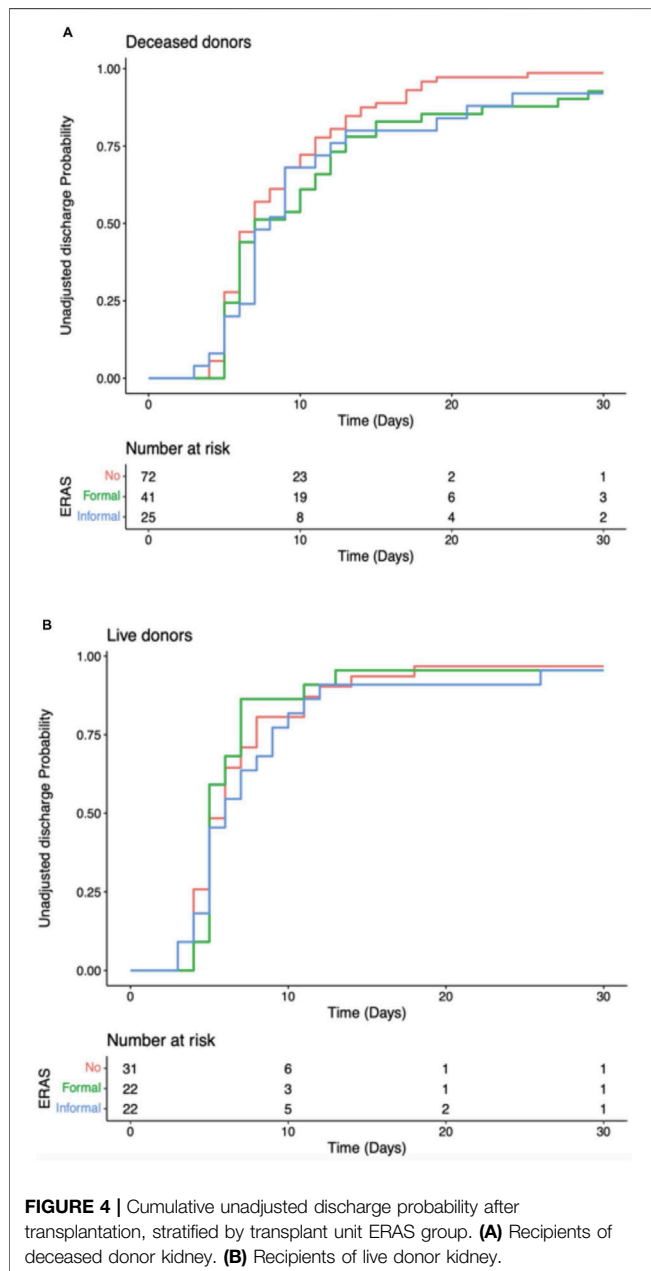 A
Deceased donors
1.00
0.75
0.50
0.25
0.00
Unadjusted discharge Probability
0 10 20 30
Time (Days)
Number at risk
ERAS
No 72 23 2 1
Formal 41 19 6 3
Informal 25 8 4 2
0 10 20 30
Time (Days)
B
Live donors
1.00
0.75
0.50
0.25
0.00
Unadjusted discharge Probability
0 10 20 30
Time (Days)
Number at risk
ERAS
No 31 6 1 1
Formal 22 3 1 1
Informal 22 5 2 1
0 10 20 30
Time (Days)
FIGURE 4 | Cumulative unadjusted discharge probability after
transplantation, stratified by transplant unit ERAS group. (A) Recipients of
deceased donor kidney. (B) Recipients of live donor kidney.